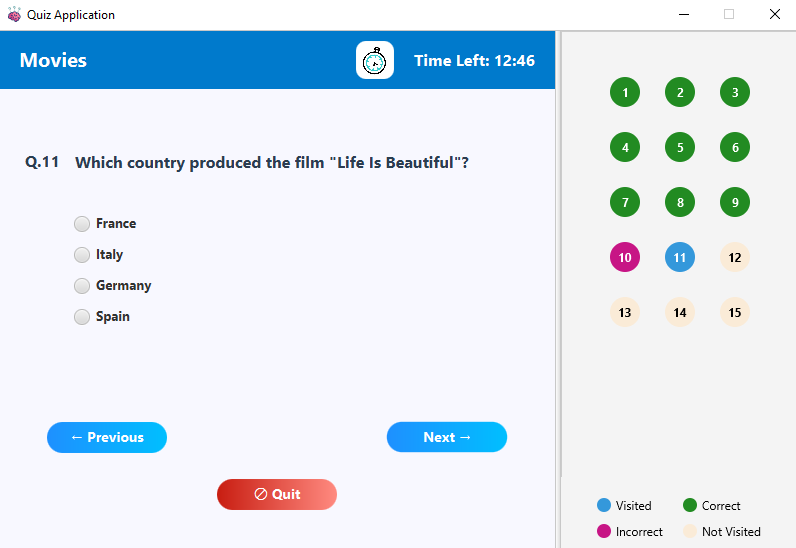 Quiz Application
Movies
Time Left: 12:46
Q.11 Which country produced the film "Life Is Beautiful"?
France
Italy
Germany
Spain
← Previous
Next →
Quit
1 2 3
4 5 6
7 8 9
10 11 12
13 14 15
Visited Correct
Incorrect Not Visited